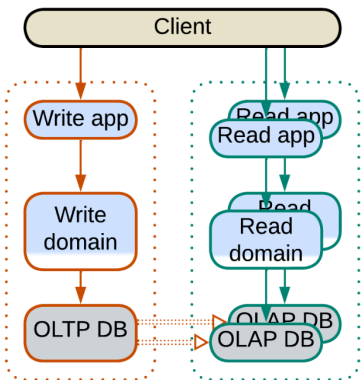 Client
Write app
Read app
Read app
Write
domain
Read
Read
domain
OLTP DB
OLAP DB
OLAP DB